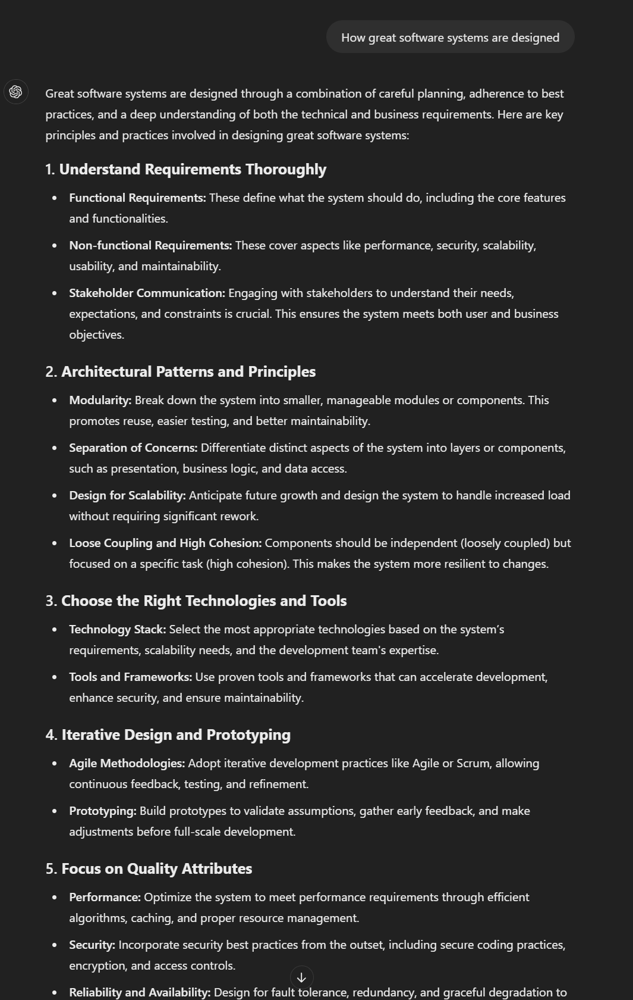 How great software systems are designed
Great software systems are designed through a combination of careful planning, adherence to best
practices, and a deep understanding of both the technical and business requirements. Here are key
principles and practices involved in designing great software systems:
1. Understand Requirements Thoroughly
• Functional Requirements: These define what the system should do, including the core features
and functionalities.
• Non-functional Requirements: These cover aspects like performance, security, scalability,
usability, and maintainability.
• Stakeholder Communication: Engaging with stakeholders to understand their needs,
expectations, and constraints is crucial. This ensures the system meets both user and business
objectives.
2. Architectural Patterns and Principles
• Modularity: Break down the system into smaller, manageable modules or components. This
promotes reuse, easier testing, and better maintainability.
• Separation of Concerns: Differentiate distinct aspects of the system into layers or components,
such as presentation, business logic, and data access.
• Design for Scalability: Anticipate future growth and design the system to handle increased load
without requiring significant rework.
• Loose Coupling and High Cohesion: Components should be independent (loosely coupled) but
focused on a specific task (high cohesion). This makes the system more resilient to changes.
3. Choose the Right Technologies and Tools
• Technology Stack: Select the most appropriate technologies based on the system’s
requirements, scalability needs, and the development team's expertise.
• Tools and Frameworks: Use proven tools and frameworks that can accelerate development,
enhance security, and ensure maintainability.
4. Iterative Design and Prototyping
• Agile Methodologies: Adopt iterative development practices like Agile or Scrum, allowing
continuous feedback, testing, and refinement.
• Prototyping: Build prototypes to validate assumptions, gather early feedback, and make
adjustments before full-scale development.
5. Focus on Quality Attributes
• Performance: Optimize the system to meet performance requirements through efficient
algorithms, caching, and proper resource management.
• Security: Incorporate security best practices from the outset, including secure coding practices,
encryption, and access controls.
• Reliability and Availability: Design for fault tolerance, redundancy, and graceful degradation to